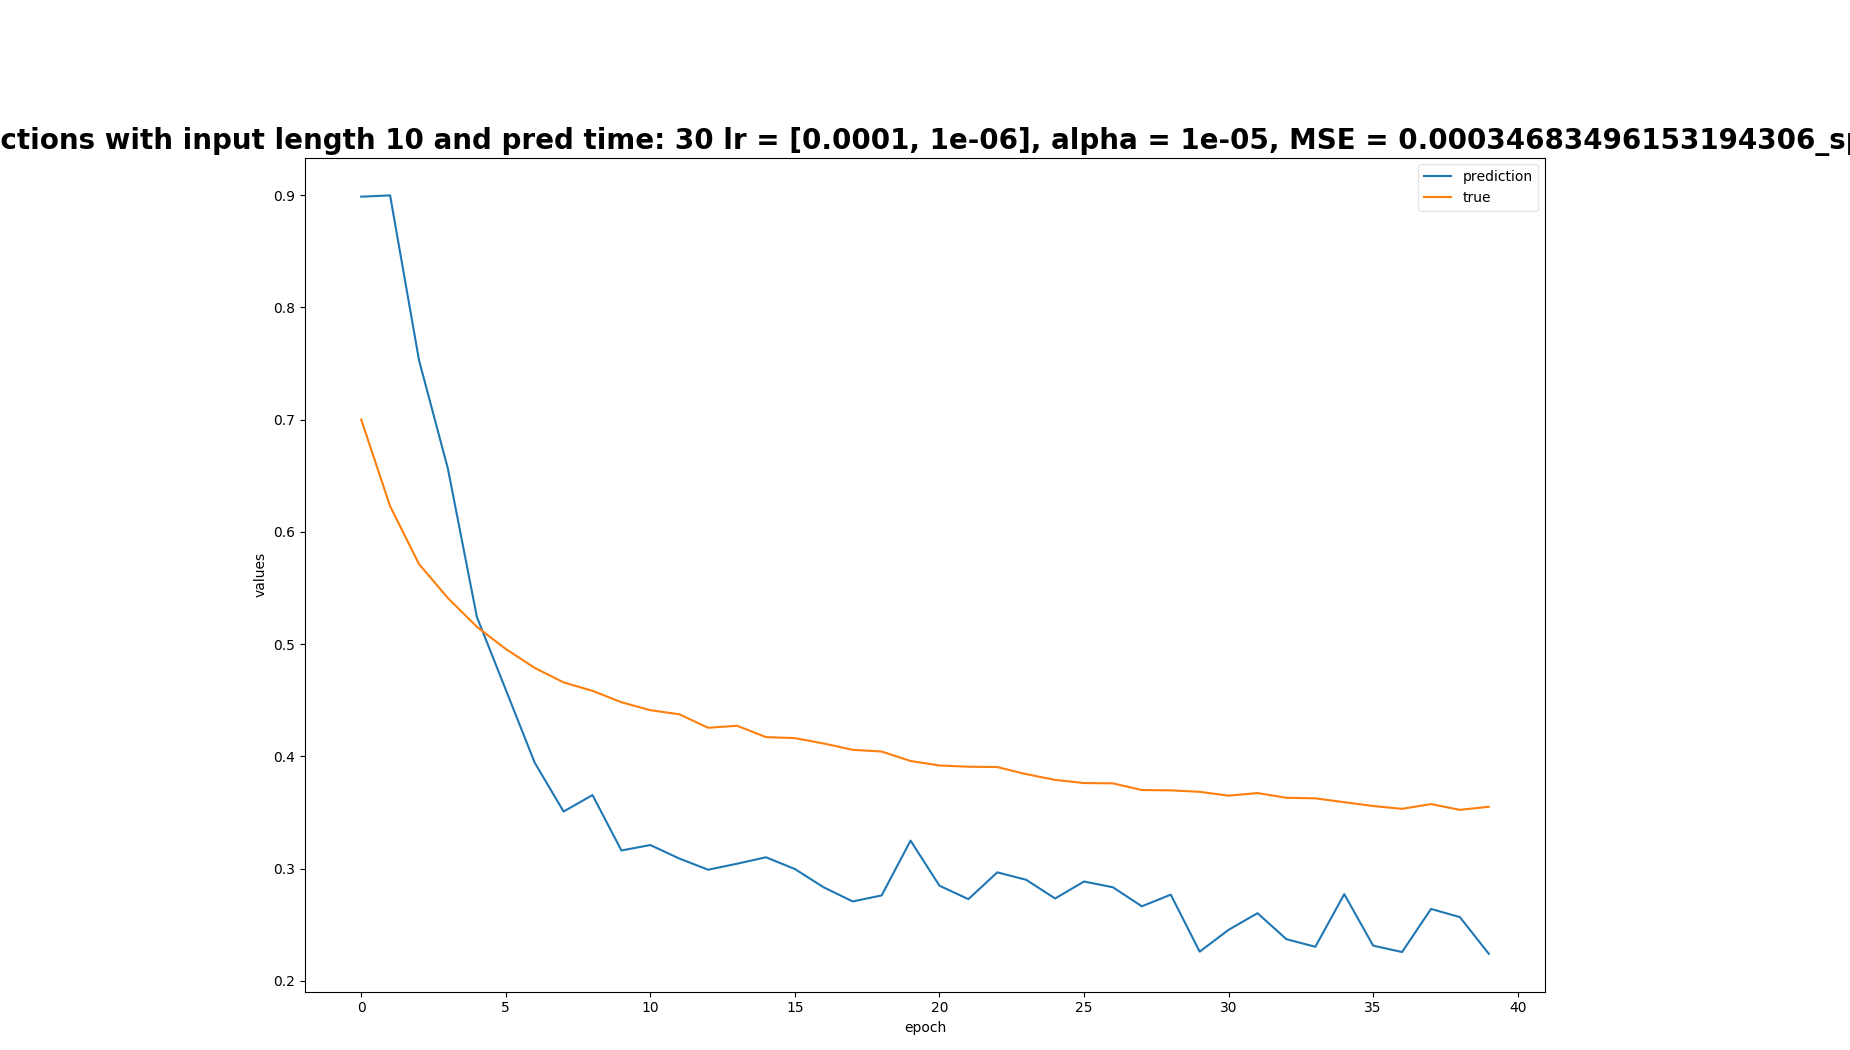 ctions with input length 10 and pred time: 30 lr = [0.0001, 1e-06], alpha = 1e-05, MSE = 0.00034683496153194306_sp
prediction
true
0.9
0.8
0.7
0.6
0.5
0.4
0.3
0.2
values
0 5 10 15 20 25 30 35 40
epoch